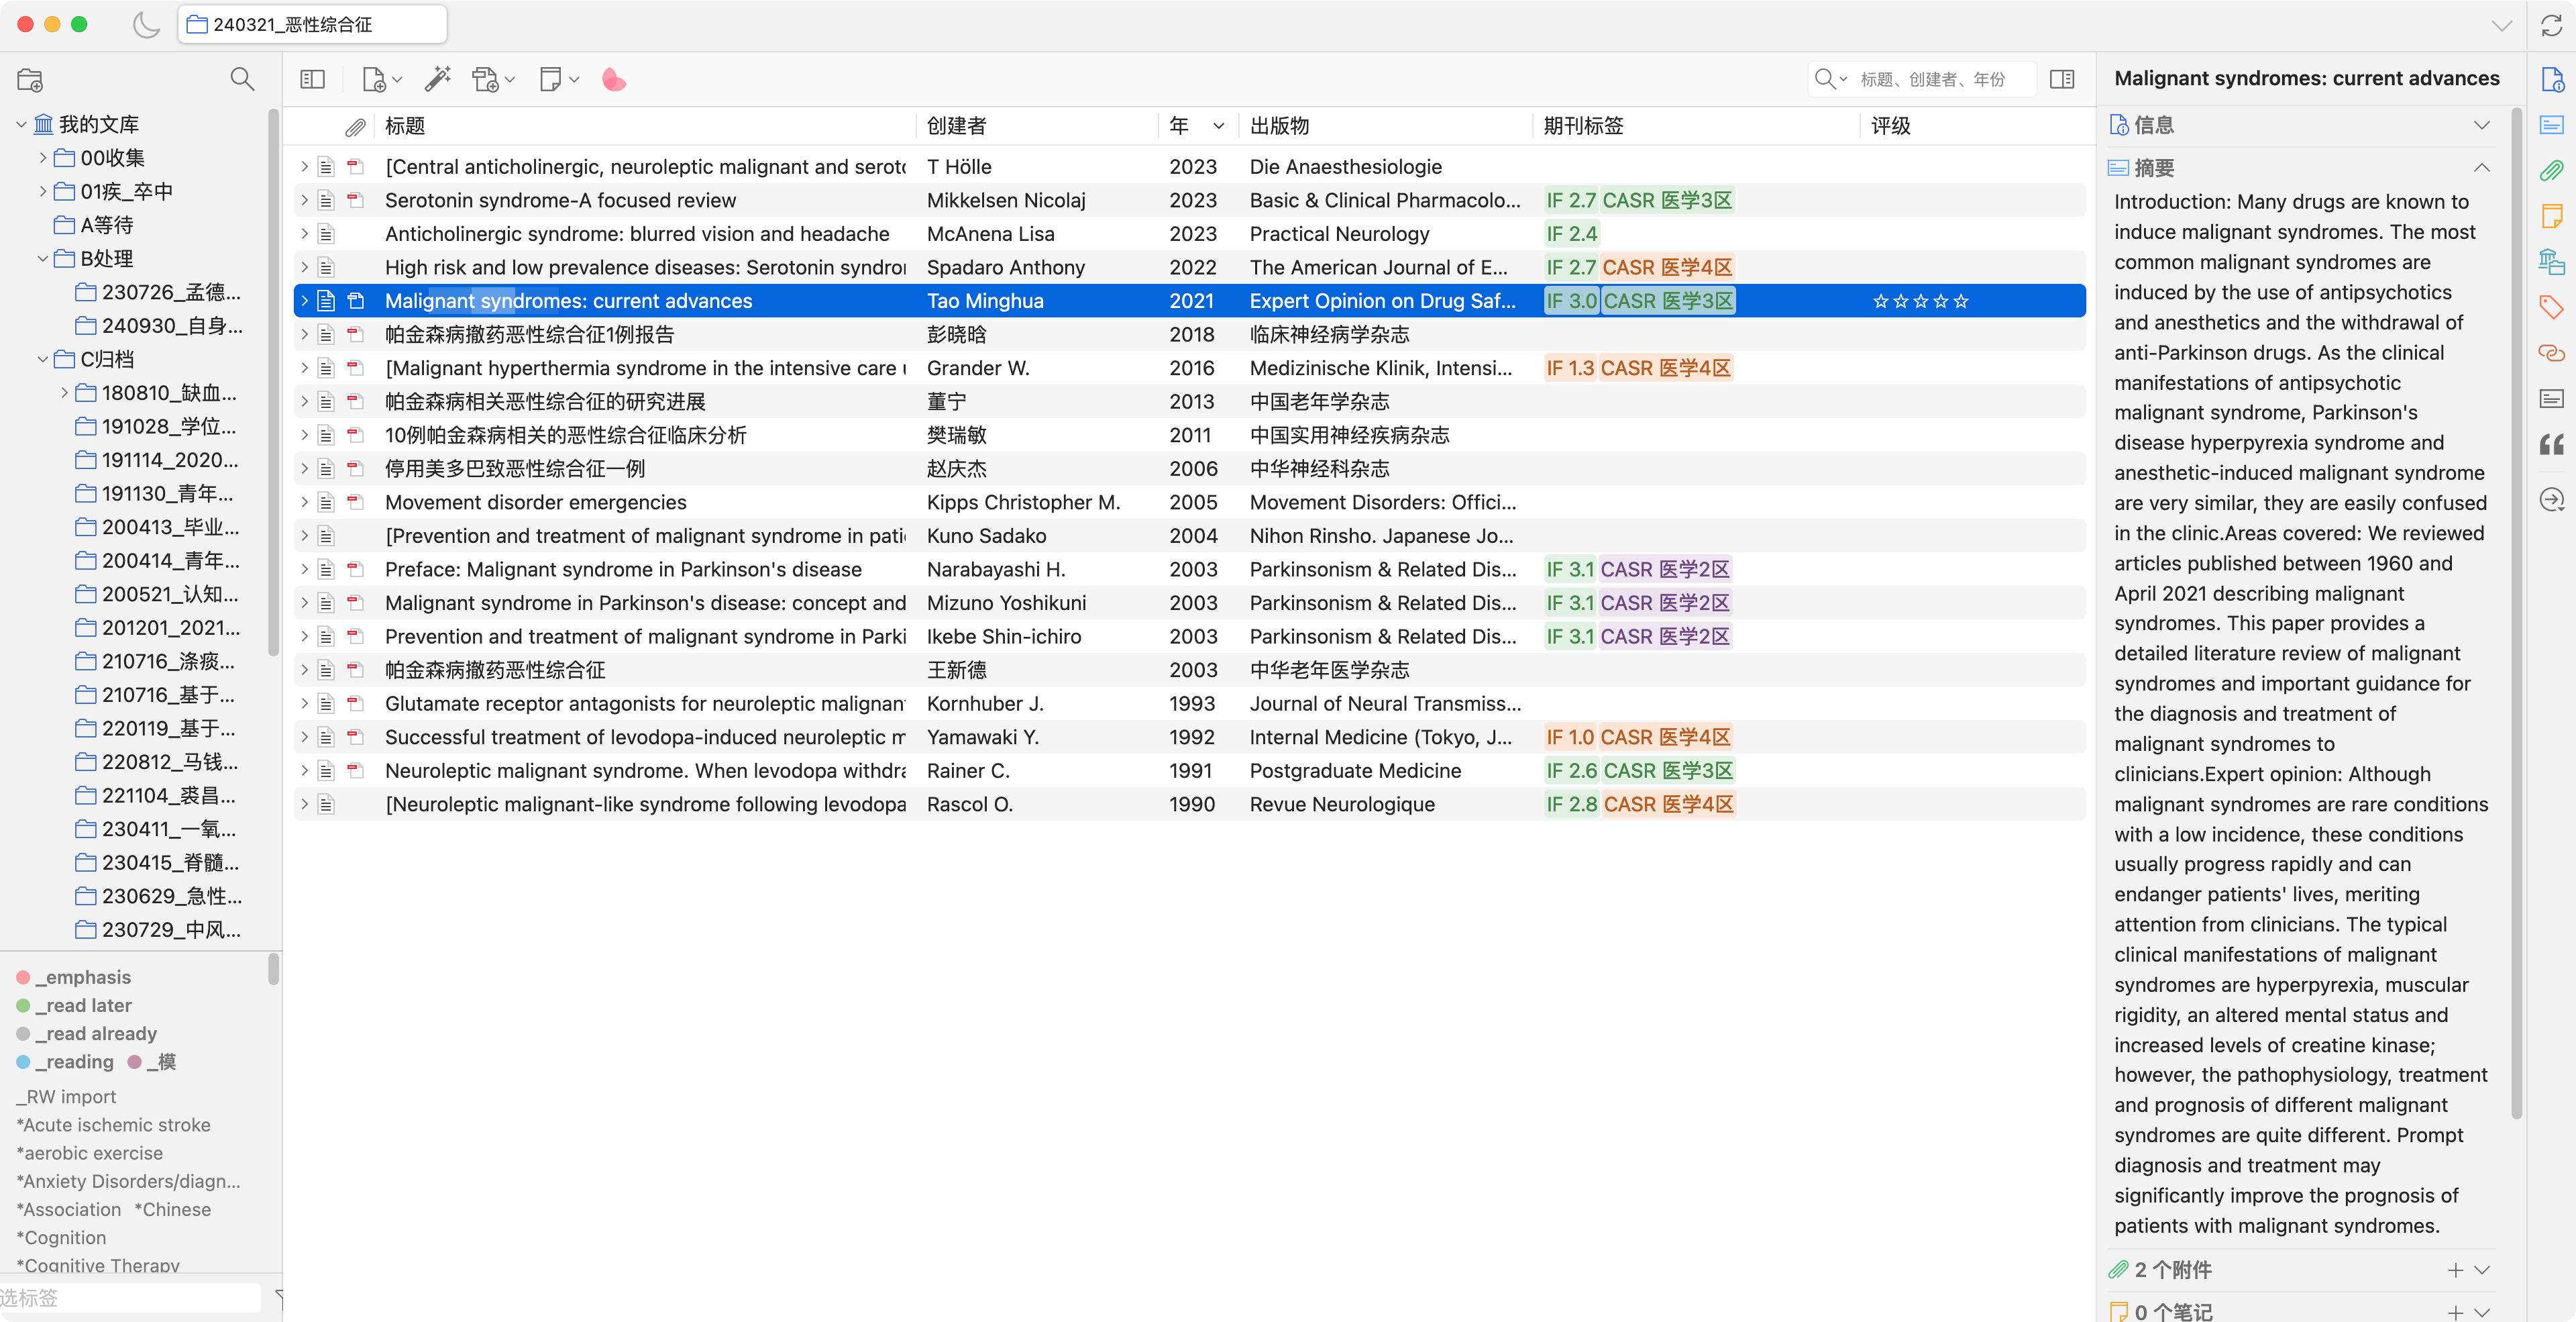 240321_恶性综合征
标题、创建者、年份
我的文库
00收集
01疾_卒中
A等待
B处理
230726_孟德...
240930_自身...
C归档
180810_缺血...
191028_学位...
191114_2020...
191130_青年...
200413_毕业...
200414_青年...
200521_认知...
201201_2021...
210716_涤痰...
210716_基于...
220119_基于...
220812_马钱...
221104_裘昌...
230411_一氧...
230415_脊髓...
230629_急性...
230729_中风...
_emphasis
_read later
_read already
_reading _模
_RW import
*Acute ischemic stroke
*aerobic exercise
*Anxiety Disorders/diagn...
*Association *Chinese
*Cognition
*Cognitive Therapy
选标签
标题 创建者 年 出版物 期刊标签 评级
[Central anticholinergic, neuroleptic malignant and seroto T Hölle 2023 Die Anaesthesiologie
Serotonin syndrome-A focused review Mikkelsen Nicolaj 2023 Basic & Clinical Pharmacolo... IF 2.7 CASR 医学3区
Anticholinergic syndrome: blurred vision and headache McAnena Lisa 2023 Practical Neurology IF 2.4
High risk and low prevalence diseases: Serotonin syndro Spadaro Anthony 2022 The American Journal of E... IF 2.7 CASR 医学4区
Malignant syndromes: current advances Tao Minghua 2021 Expert Opinion on Drug Saf... IF 3.0 CASR 医学3区 ☆☆☆☆☆
帕金森病撤药恶性综合征1例报告 彭晓晗 2018 临床神经病学杂志
[Malignant hyperthermia syndrome in the intensive care Grander W. 2016 Medizinische Klinik, Intensi... IF 1.3 CASR 医学4区
帕金森病相关恶性综合征的研究进展 董宁 2013 中国老年学杂志
10例帕金森病相关的恶性综合征临床分析 樊瑞敏 2011 中国实用神经疾病杂志
停用美多巴致恶性综合征一例 赵庆杰 2006 中华神经科杂志
Movement disorder emergencies Kipps Christopher M. 2005 Movement Disorders: Offici...
[Prevention and treatment of malignant syndrome in pati Kuno Sadako 2004 Nihon Rinsho. Japanese Jo...
Preface: Malignant syndrome in Parkinson's disease Narabayashi H. 2003 Parkinsonism & Related Dis... IF 3.1 CASR 医学2区
Malignant syndrome in Parkinson's disease: concept and Mizuno Yoshikuni 2003 Parkinsonism & Related Dis... IF 3.1 CASR 医学2区
Prevention and treatment of malignant syndrome in Parki Ikebe Shin-ichiro 2003 Parkinsonism & Related Dis... IF 3.1 CASR 医学2区
帕金森病撤药恶性综合征 王新德 2003 中华老年医学杂志
Glutamate receptor antagonists for neuroleptic malignan Kornhuber J. 1993 Journal of Neural Transmiss...
Successful treatment of levodopa-induced neuroleptic m Yamawaki Y. 1992 Internal Medicine (Tokyo, J... IF 1.0 CASR 医学4区
Neuroleptic malignant syndrome. When levodopa withdra Rainer C. 1991 Postgraduate Medicine IF 2.6 CASR 医学3区
[Neuroleptic malignant-like syndrome following levodopa Rascol O. 1990 Revue Neurologique IF 2.8 CASR 医学4区
Malignant syndromes: current advances
信息
摘要
Introduction: Many drugs are known to
induce malignant syndromes. The most
common malignant syndromes are
induced by the use of antipsychotics
and anesthetics and the withdrawal of
anti-Parkinson drugs. As the clinical
manifestations of antipsychotic
malignant syndrome, Parkinson's
disease hyperpyrexia syndrome and
anesthetic-induced malignant syndrome
are very similar, they are easily confused
in the clinic.Areas covered: We reviewed
articles published between 1960 and
April 2021 describing malignant
syndromes. This paper provides a
detailed literature review of malignant
syndromes and important guidance for
the diagnosis and treatment of
malignant syndromes to
clinicians.Expert opinion: Although
malignant syndromes are rare conditions
with a low incidence, these conditions
usually progress rapidly and can
endanger patients' lives, meriting
attention from clinicians. The typical
clinical manifestations of malignant
syndromes are hyperpyrexia, muscular
rigidity, an altered mental status and
increased levels of creatine kinase;
however, the pathophysiology, treatment
and prognosis of different malignant
syndromes are quite different. Prompt
diagnosis and treatment may
significantly improve the prognosis of
patients with malignant syndromes.
2 个附件
0 个笔记